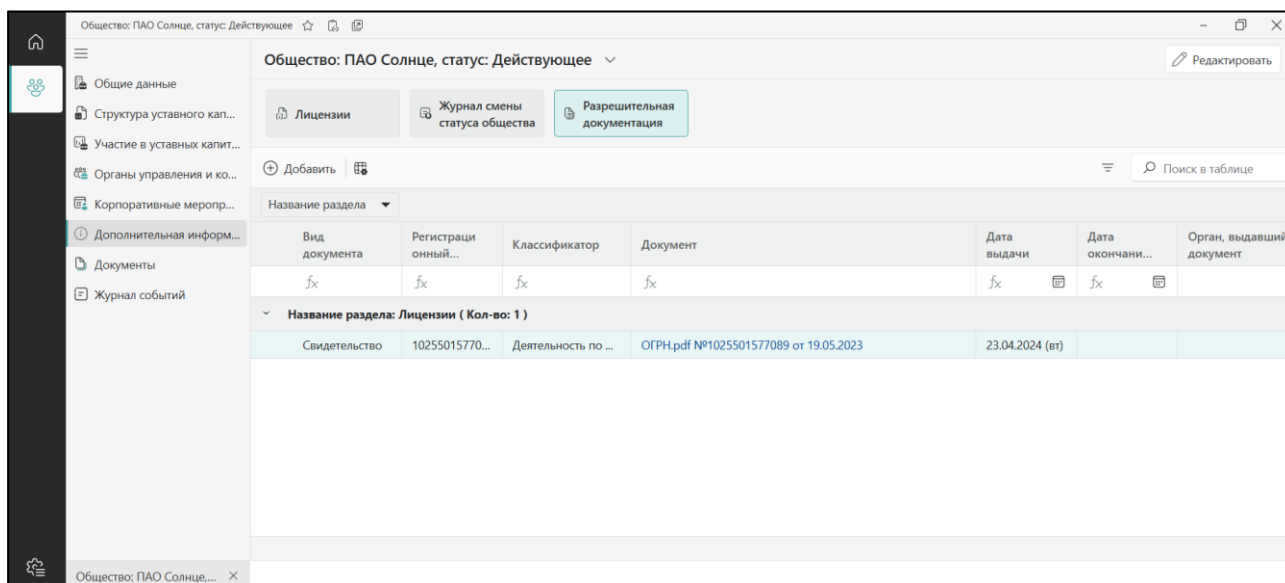 Общество: ПАО Солнце, статус: Действующее
Общие данные
Структура уставного кап...
Участие в уставных капит...
Органы управления и ко...
Корпоративные меропр...
Дополнительная информ...
Документы
Журнал событий
Общество: ПАО Солнце, статус: Действующее
Редактировать
Лицензии
Журнал смены
статуса общества
Разрешительная
документация
Добавить
Поиск в таблице
Название раздела
Вид
документа
Регистраци
онный...
Классификатор
Документ
Дата
выдачи
Дата
окончани...
Орган, выдавший
документ
fx fx fx fx fx fx
Название раздела: Лицензии ( Кол-во: 1 )
Свидетельство 10255015770... Деятельность по ... ОГРН.pdf №1025501577089 от 19.05.2023 23.04.2024 (вт)
Общество: ПАО Солнце,...